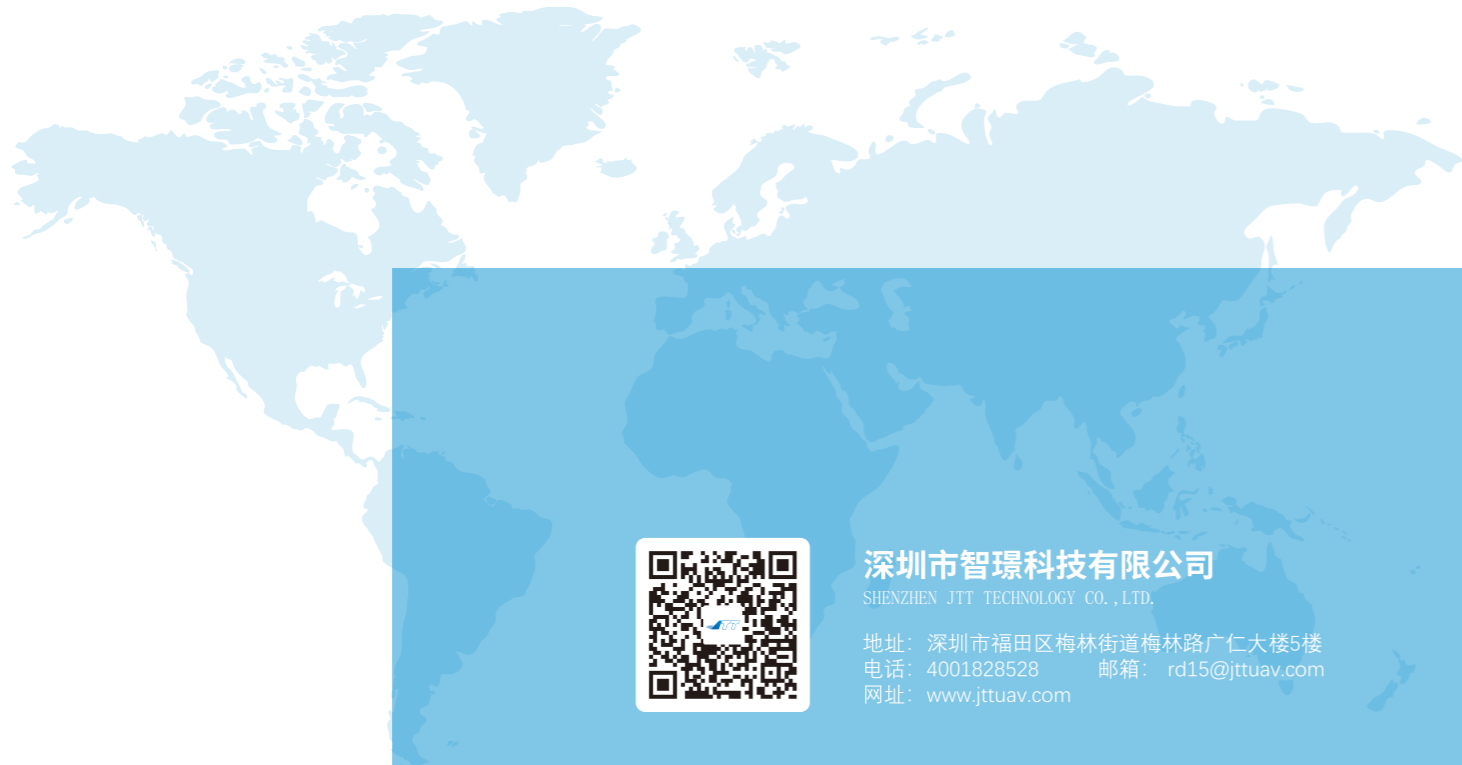 JTT
深圳市智璟科技有限公司
SHENZHEN JTT TECHNOLOGY CO.,LTD.
地址：深圳市福田区梅林街道梅林路广仁大楼5楼
电话：4001828528 邮箱： rd15@jttuav.com
网址：www.jttuav.com